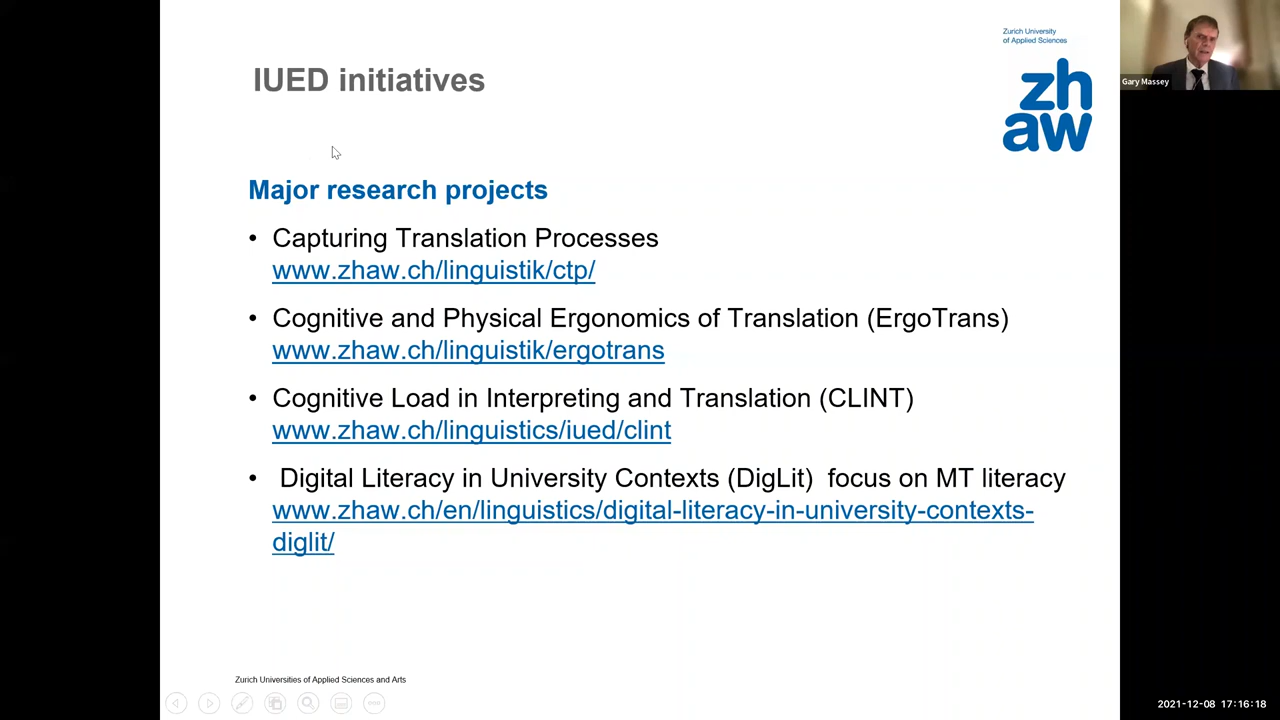 IUED initiatives
Zurich University
of Applied Sciences
zh
aw
Gary Massey
Major research projects
• Capturing Translation Processes
www.zhaw.ch/linguistik/ctp/
• Cognitive and Physical Ergonomics of Translation (ErgoTrans)
www.zhaw.ch/linguistik/ergotrans
• Cognitive Load in Interpreting and Translation (CLINT)
www.zhaw.ch/linguistics/iued/clint
• Digital Literacy in University Contexts (DigLit) focus on MT literacy
www.zhaw.ch/en/linguistics/digital-literacy-in-university-contexts-
diglit/
Zurich Universities of Applied Sciences and Arts
2021-12-08 17:16:18